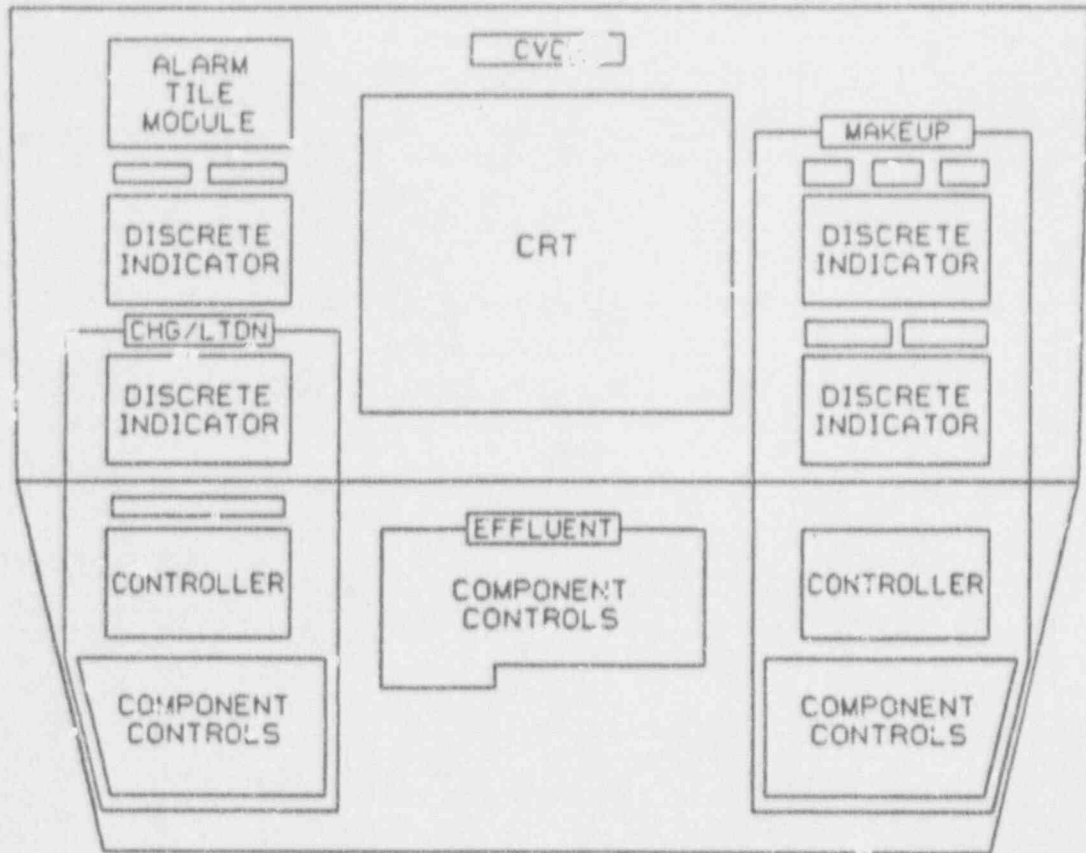 ALARM
TILE
MODULE
CVC
MAKEUP
DISCRETE
INDICATOR
CRT
DISCRETE
INDICATOR
CHG/LTDN
DISCRETE
INDICATOR
DISCRETE
INDICATOR
EFFLUENT
CONTROLLER
COMPONENT
CONTROLS
CONTROLLER
COMPONENT
CONTROLS
COMPONENT
CONTROLS